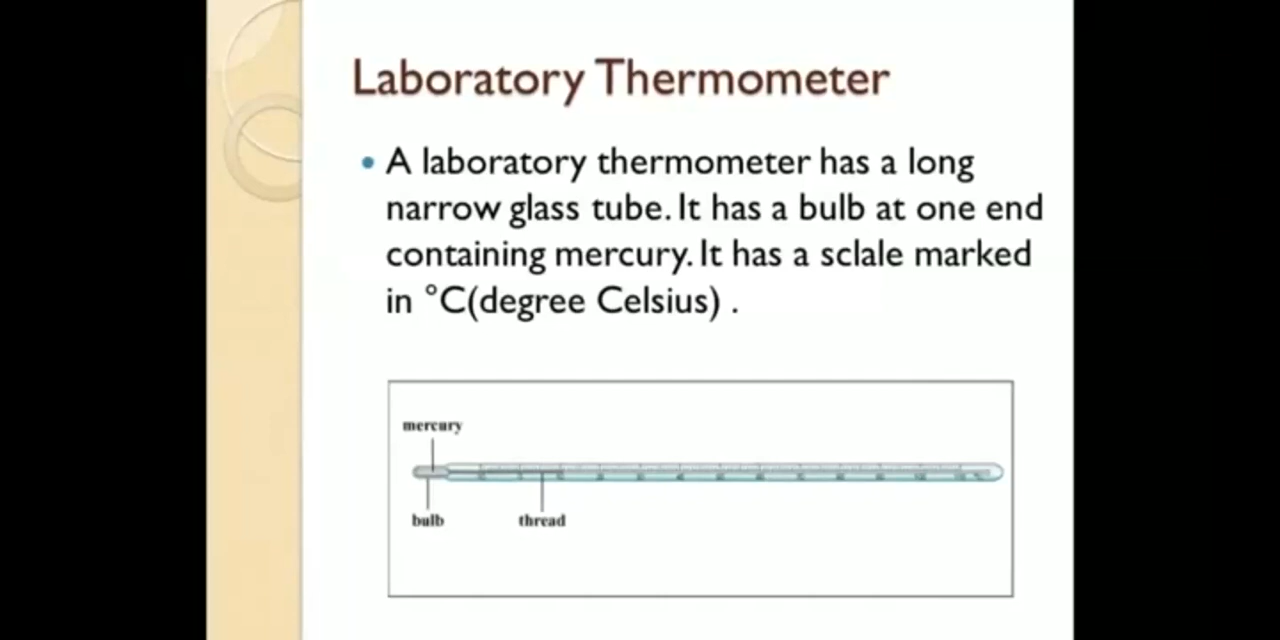 Laboratory Thermometer
• A laboratory thermometer has a long
narrow glass tube. It has a bulb at one end
containing mercury. It has a sclale marked
in °C(degree Celsius) .
mercury
bulb
thread